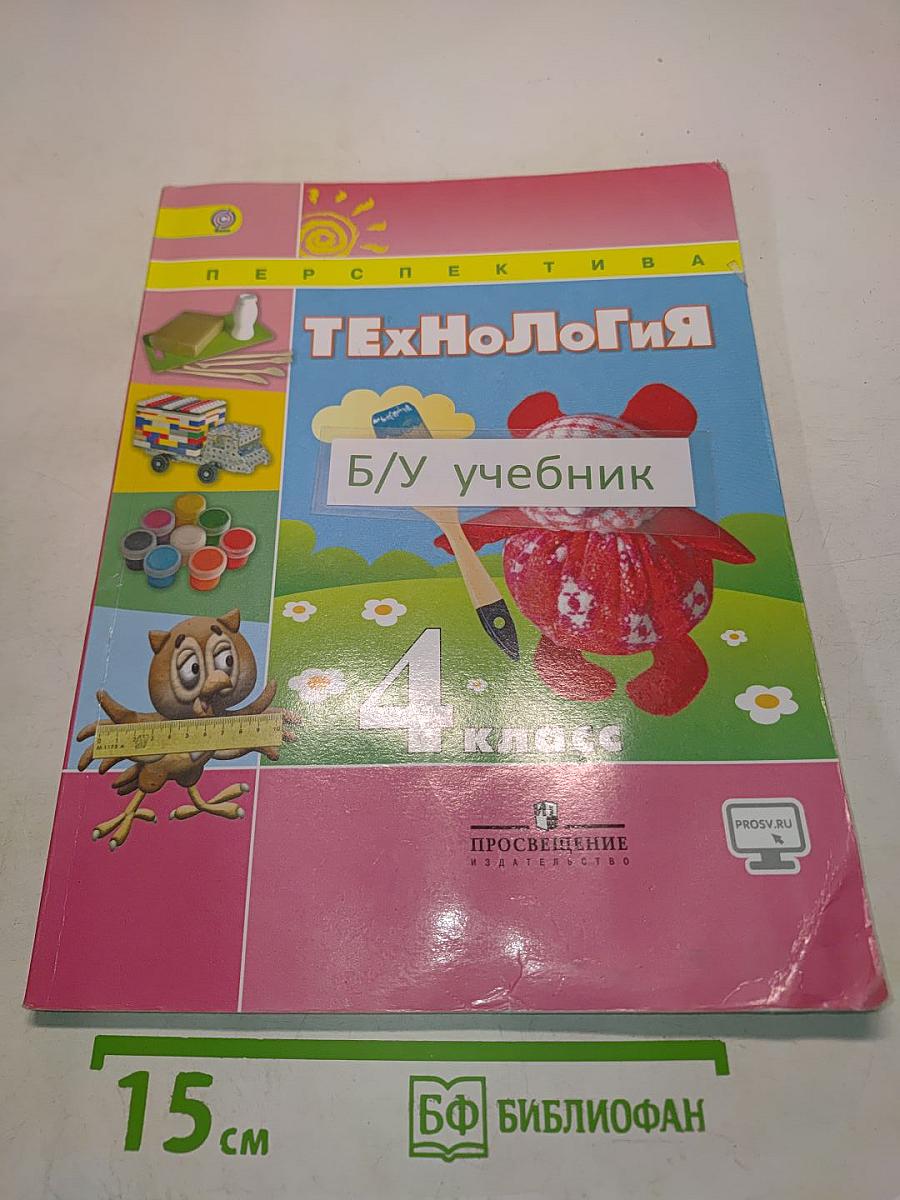 ПЕРСПЕКТИВА
ТЕхНоЛоГиЯ
Б/У учебник
4
класс
ПРОСВЕЩЕНИЕ
ИЗДАТЕЛЬСТВО
PROSV.RU
15 см
БФ БИБЛИОФАН